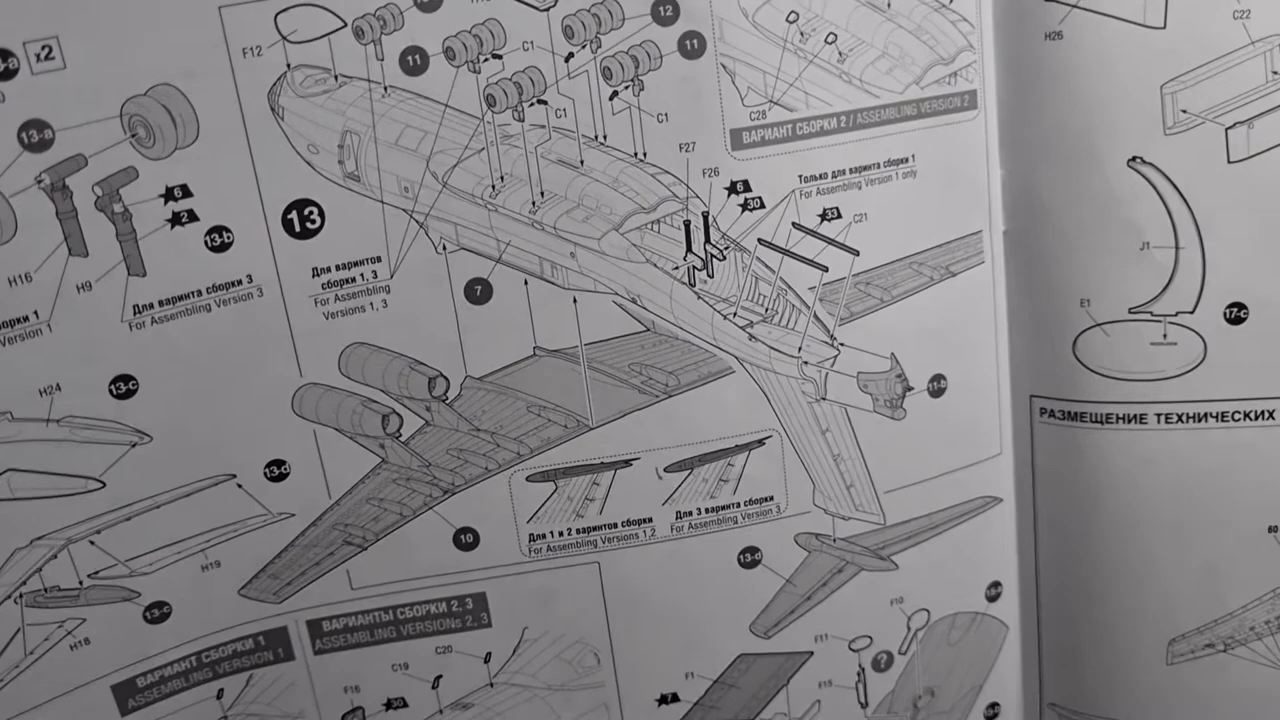 x2
13-a
H16
H9
6
2
13-b
Для варинта сборки 3
For Assembling Version 3
Version 1
F12
11
C1
C1
12
11
C1
13
Для варинтов
сборки 1, 3
For Assembling
Versions 1, 3
7
F27
F26
6
30
Только для варинта сборки 1
For Assembling Version 1 only
33
C21
C28
ВАРИАНТ СБОРКИ 2 / ASSEMBLING VERSION 2
H26
C22
J1
E1
17-c
11-b
H24
13-c
13-d
H19
13-c
H18
10
Для 1 и 2 варинтов сборки
For Assembling Versions 1,2
Для 3 варинта сборки
For Assembling Version 3
13-d
РАЗМЕЩЕНИЕ ТЕХНИЧЕСКИХ
60
ВАРИАНТ СБОРКИ 1
ASSEMBLING VERSION 1
ВАРИАНТЫ СБОРКИ 2, 3
ASSEMBLING VERSIONs 2, 3
C20
C19
F16
30
F1
7
F11
F10
?
F15